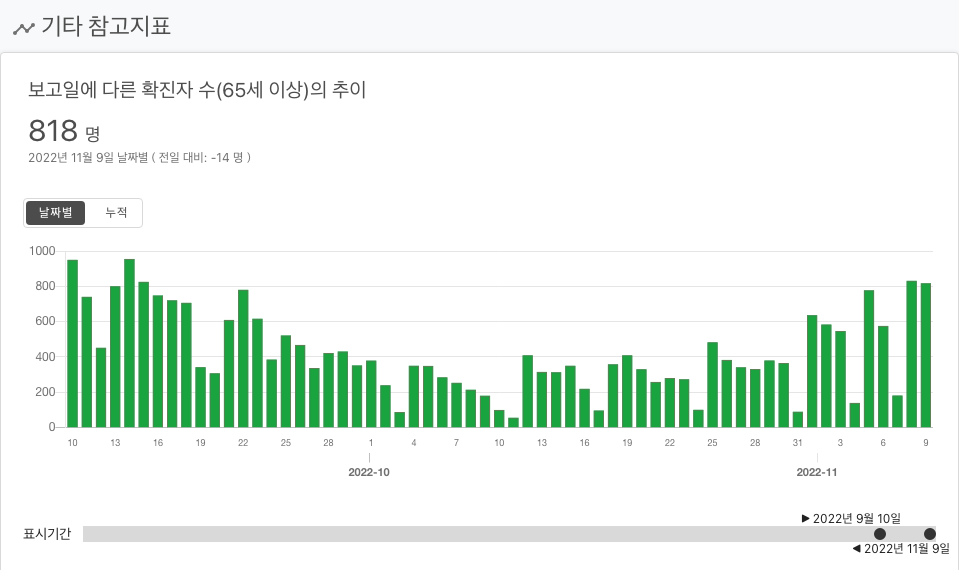 기타 참고지표
보고일에 다른 확진자 수(65세 이상)의 추이
818 명
2022년 11월 9일 날짜별 ( 전일 대비: -14 명 )
날짜별 누적
1000
800
600
400
200
0
10 13 16 19 22 25 28 1 4 7 10 13 16 19 22 25 28 31 3 6 9
2022-10 2022-11
▶ 2022년 9월 10일
표시기간
◀ 2022년 11월 9일